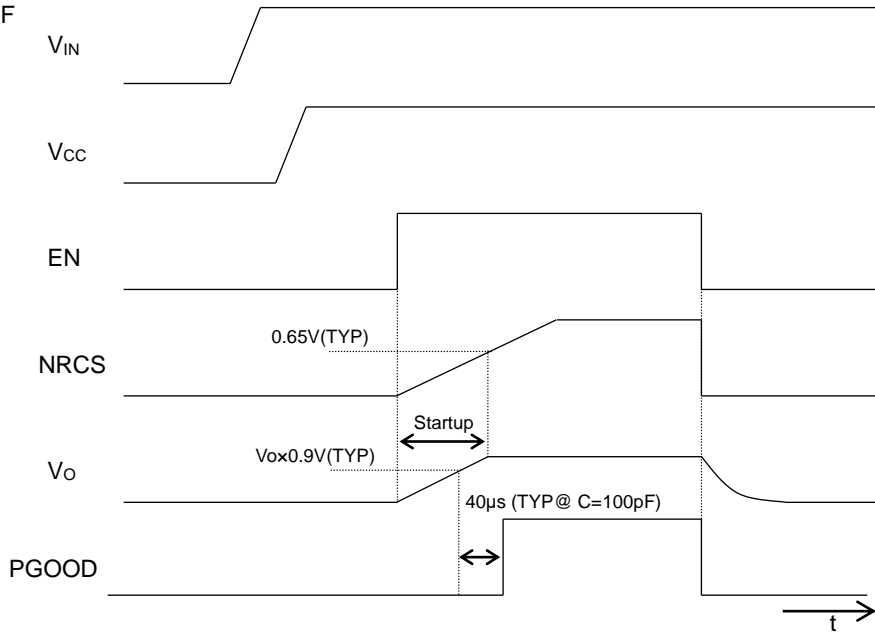 F
VIN
VCC
EN
0.65V(TYP)
NRCS
Startup
Vo×0.9V(TYP)
VO
40µs (TYP@ C=100pF)
PGOOD
t